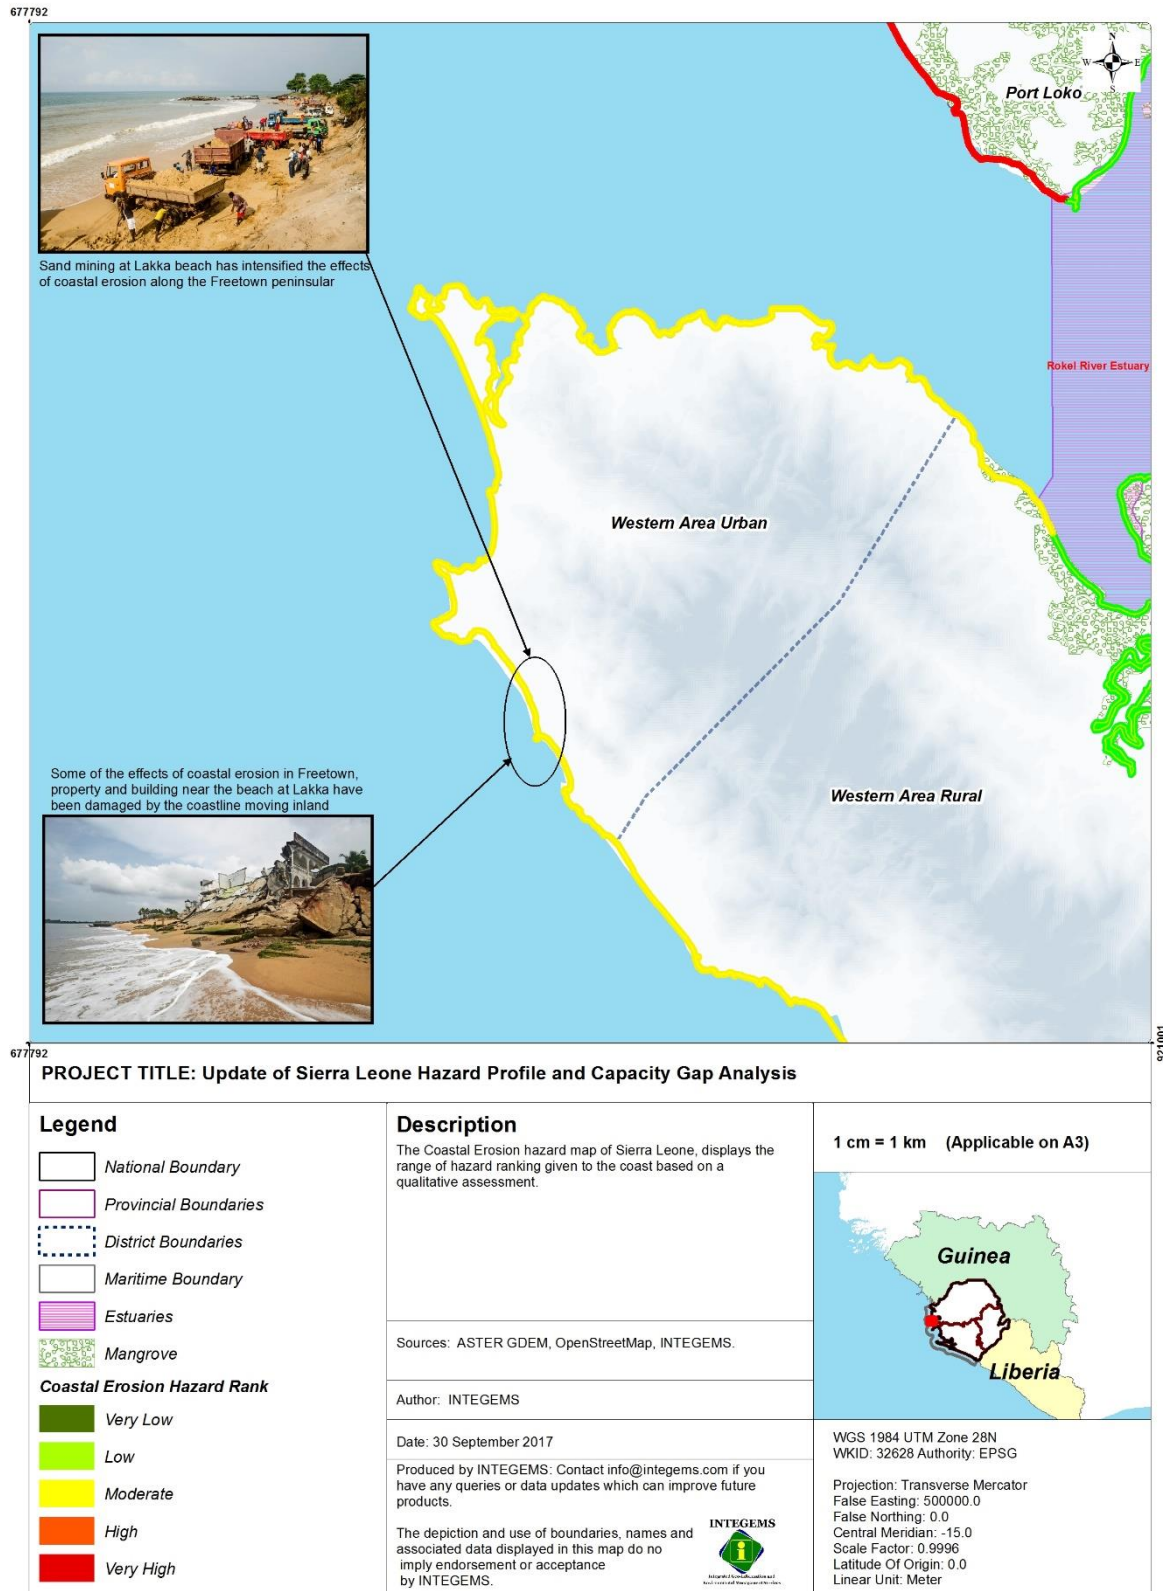 677792
N
W E
S
Port Loko
Sand mining at Lakka beach has intensified the effects
of coastal erosion along the Freetown peninsular
Rokel River Estuary
Western Area Urban
Some of the effects of coastal erosion in Freetown,
property and building near the beach at Lakka have
been damaged by the coastline moving inland
Western Area Rural
677792
921001
PROJECT TITLE: Update of Sierra Leone Hazard Profile and Capacity Gap Analysis
Legend
National Boundary
Provincial Boundaries
District Boundaries
Maritime Boundary
Estuaries
Mangrove
Coastal Erosion Hazard Rank
Very Low
Low
Moderate
High
Very High
Description
The Coastal Erosion hazard map of Sierra Leone, displays the
range of hazard ranking given to the coast based on a
qualitative assessment.
Sources: ASTER GDEM, OpenStreetMap, INTEGEMS.
Author: INTEGEMS
Date: 30 September 2017
Produced by INTEGEMS: Contact info@integems.com if you
have any queries or data updates which can improve future
products.
The depiction and use of boundaries, names and
associated data displayed in this map do no
imply endorsement or acceptance
by INTEGEMS.
INTEGEMS
1 cm = 1 km (Applicable on A3)
Guinea
Liberia
WGS 1984 UTM Zone 28N
WKID: 32628 Authority: EPSG
Projection: Transverse Mercator
False Easting: 500000.0
False Northing: 0.0
Central Meridian: -15.0
Scale Factor: 0.9996
Latitude Of Origin: 0.0
Linear Unit: Meter